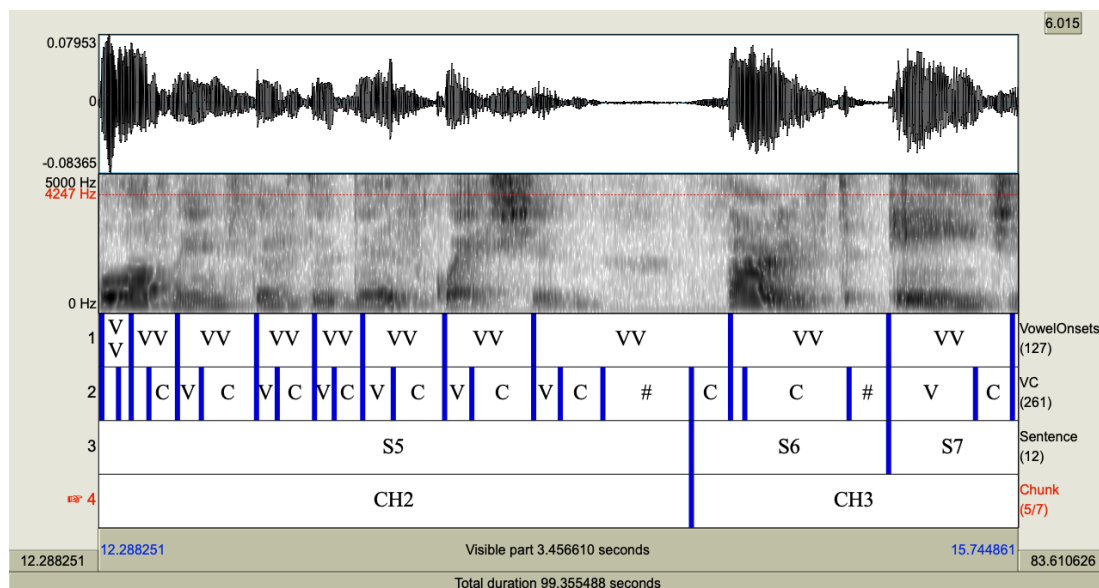 6.015
0.07953
0
-0.08365
5000 Hz
4247 Hz
0 Hz
1 V V VV VV VV VV VV VV VV VV VV VowelOnsets (127)
2 C V C V C V C V C V C V C # C C # V C VC (261)
3 S5 S6 S7 Sentence (12)
☞ 4 CH2 CH3 Chunk (5/7)
12.288251 Visible part 3.456610 seconds 15.744861
12.288251 83.610626
Total duration 99.355488 seconds